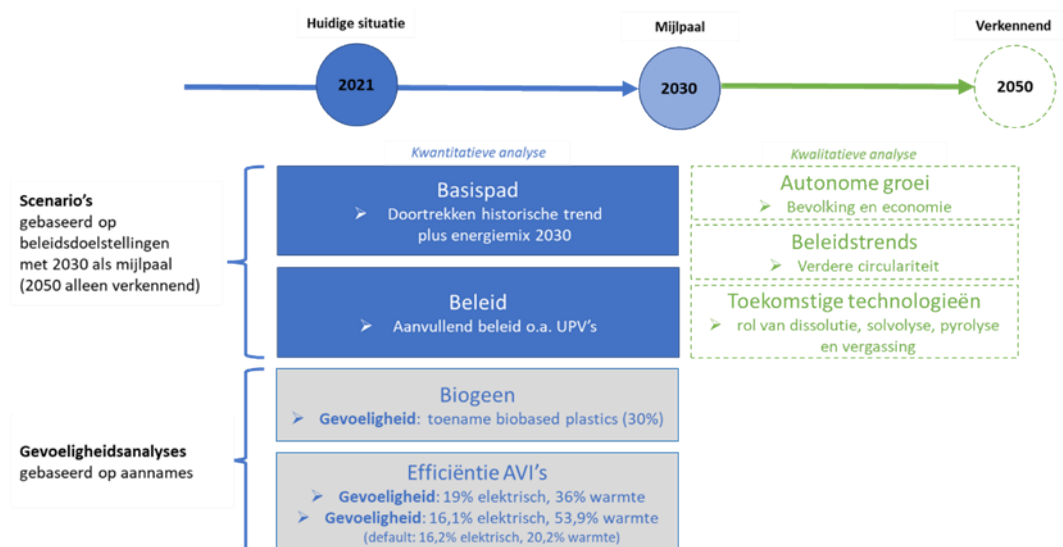 Huidige situatie
Mijlpaal
Verkennend
2021
2030
2050
Kwantitatieve analyse
Kwalitatieve analyse
Scenario's
gebaseerd op
beleidsdoelstellingen
met 2030 als mijlpaal
(2050 alleen verkennend)
Basispad
➤ Doortrekken historische trend
plus energiemix 2030
Beleid
➤ Aanvullend beleid o.a. UPV's
Autonome groei
➤ Bevolking en economie
Beleidstrends
➤ Verdere circulariteit
Toekomstige technologieën
➤ rol van dissolutie, solvolyse, pyrolyse
en vergassing
Gevoeligheidsanalyses
gebaseerd op aannames
Biogeen
➤ Gevoeligheid: toename biobased plastics (30%)
Efficiëntie AVI's
➤ Gevoeligheid: 19% elektrisch, 36% warmte
➤ Gevoeligheid: 16,1% elektrisch, 53,9% warmte
(default: 16,2% elektrisch, 20,2% warmte)